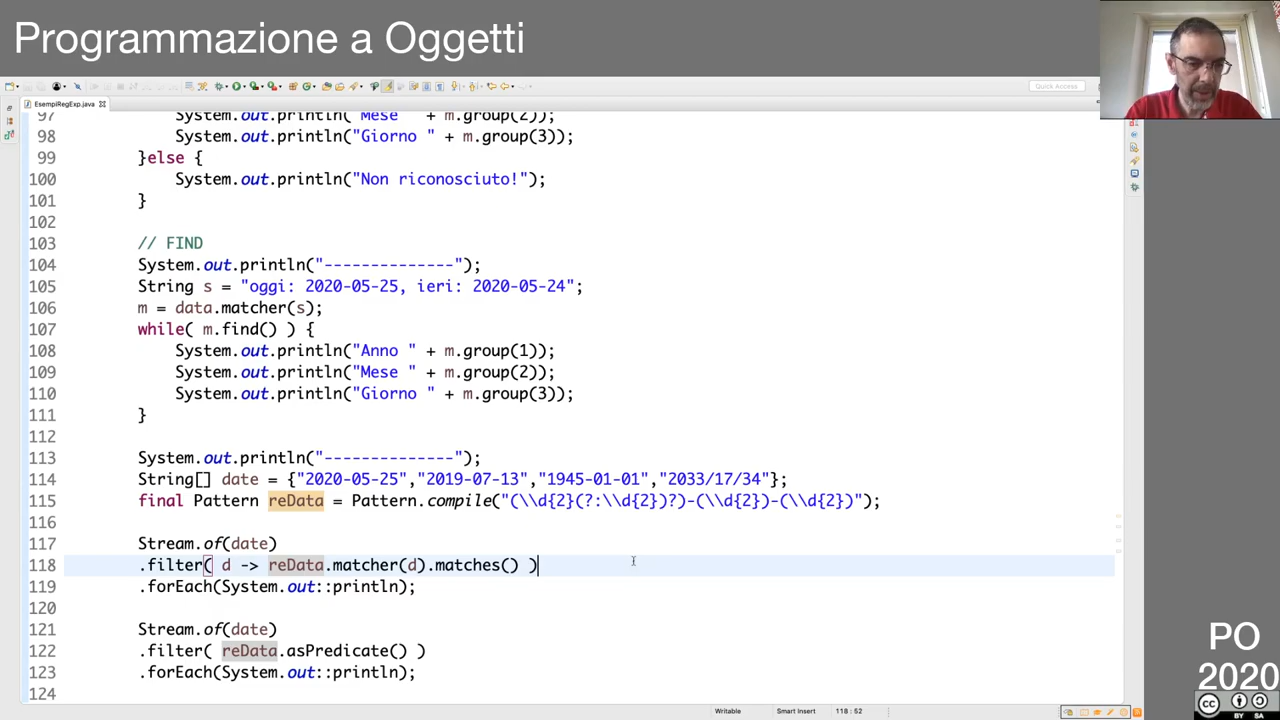 Programmazione a Oggetti
Quick Access
EsempiRegExp.java
97 System.out.println("Mese " + m.group(2));
98 System.out.println("Giorno " + m.group(3));
99 }else {
100 System.out.println("Non riconosciuto!");
101 }
102
103 // FIND
104 System.out.println("--------------");
105 String s = "oggi: 2020-05-25, ieri: 2020-05-24";
106 m = data.matcher(s);
107 while( m.find() ) {
108 System.out.println("Anno " + m.group(1));
109 System.out.println("Mese " + m.group(2));
110 System.out.println("Giorno " + m.group(3));
111 }
112
113 System.out.println("--------------");
114 String[] date = {"2020-05-25","2019-07-13","1945-01-01","2033/17/34"};
115 final Pattern reData = Pattern.compile("(\\d{2}(?:\\d{2})?)-(\\d{2})-(\\d{2})");
116
117 Stream.of(date)
118 .filter( d -> reData.matcher(d).matches() )
119 .forEach(System.out::println);
120
121 Stream.of(date)
122 .filter( reData.asPredicate() )
123 .forEach(System.out::println);
124
Writable Smart Insert 118 : 52
PO
2020
cc BY SA